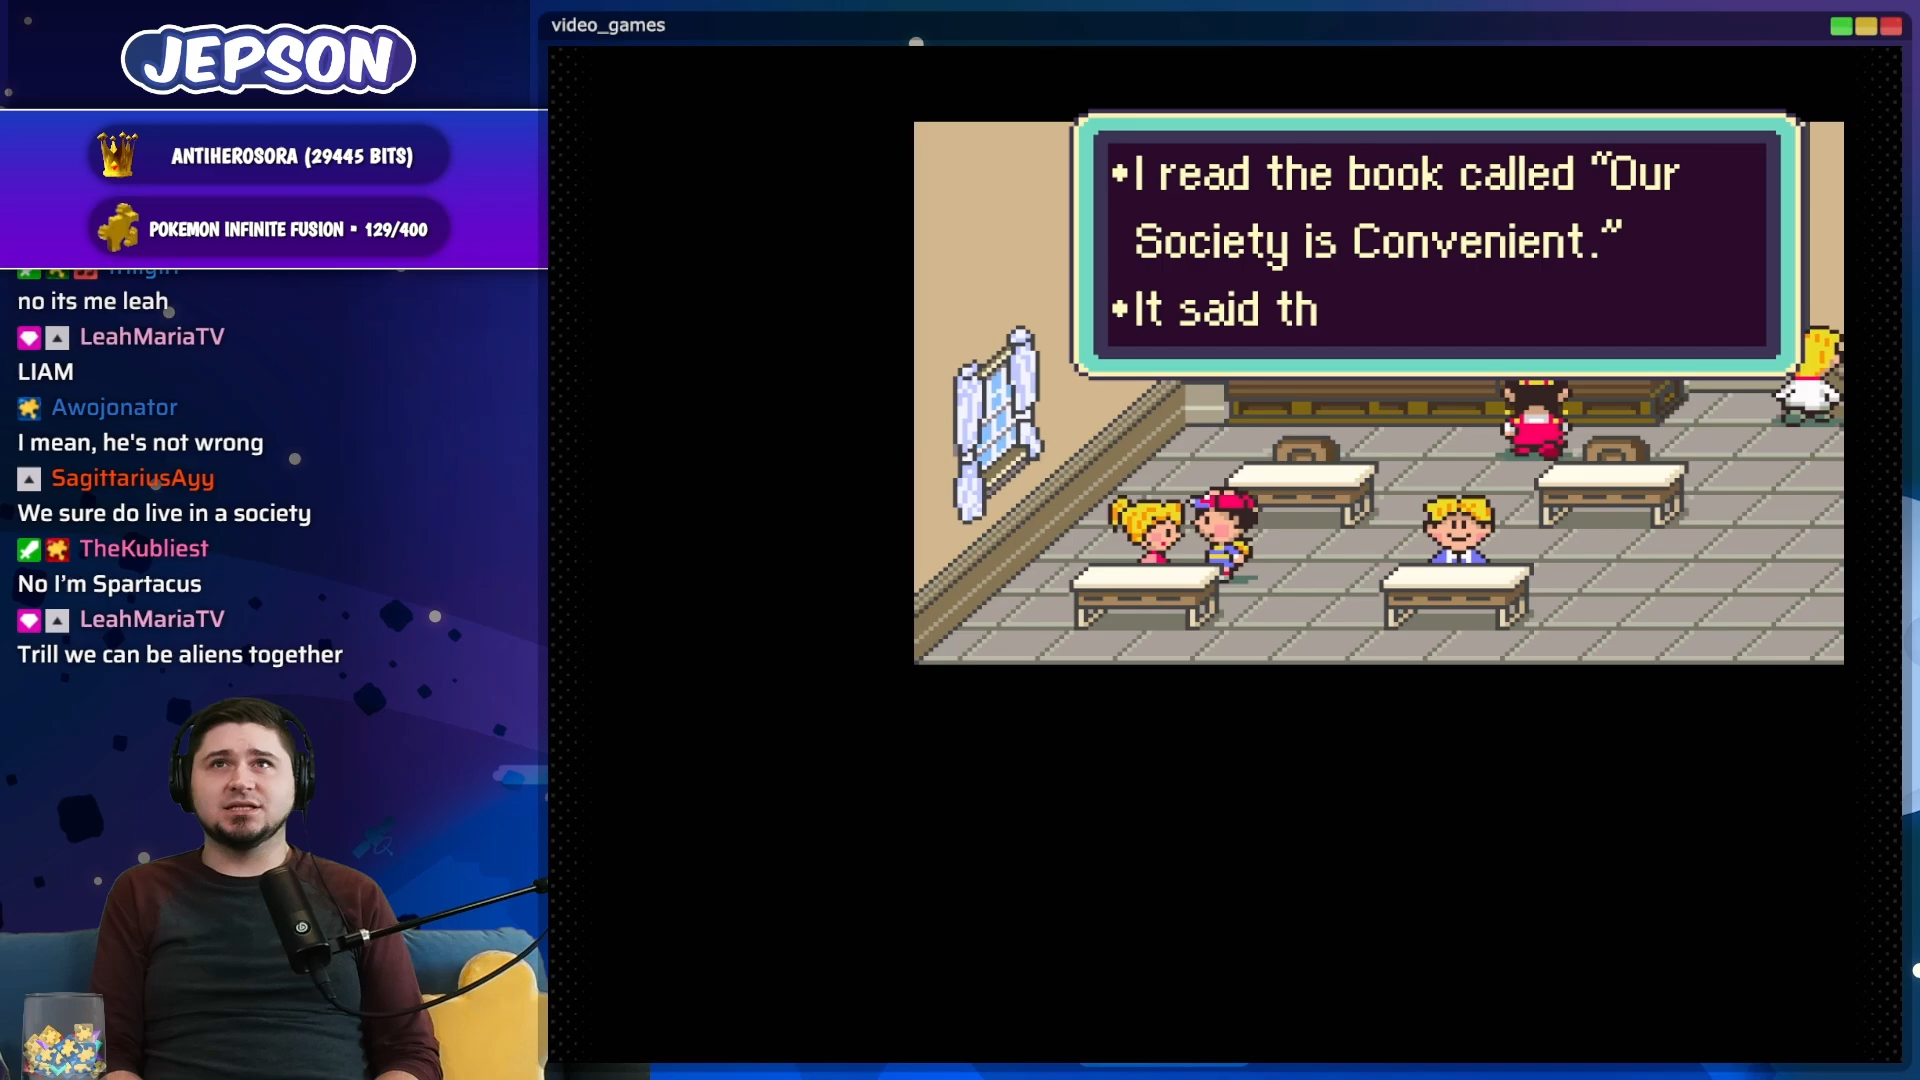 JEPSON
ANTIHEROSORA (29445 BITS)
POKEMON INFINITE FUSION • 129/400
no its me leah
LeahMariaTV
LIAM
Awojonator
I mean, he's not wrong
SagittariusAyy
We sure do live in a society
TheKubliest
No I'm Spartacus
LeahMariaTV
Trill we can be aliens together
video_games
•I read the book called “Our
Society is Convenient.”
•It said th